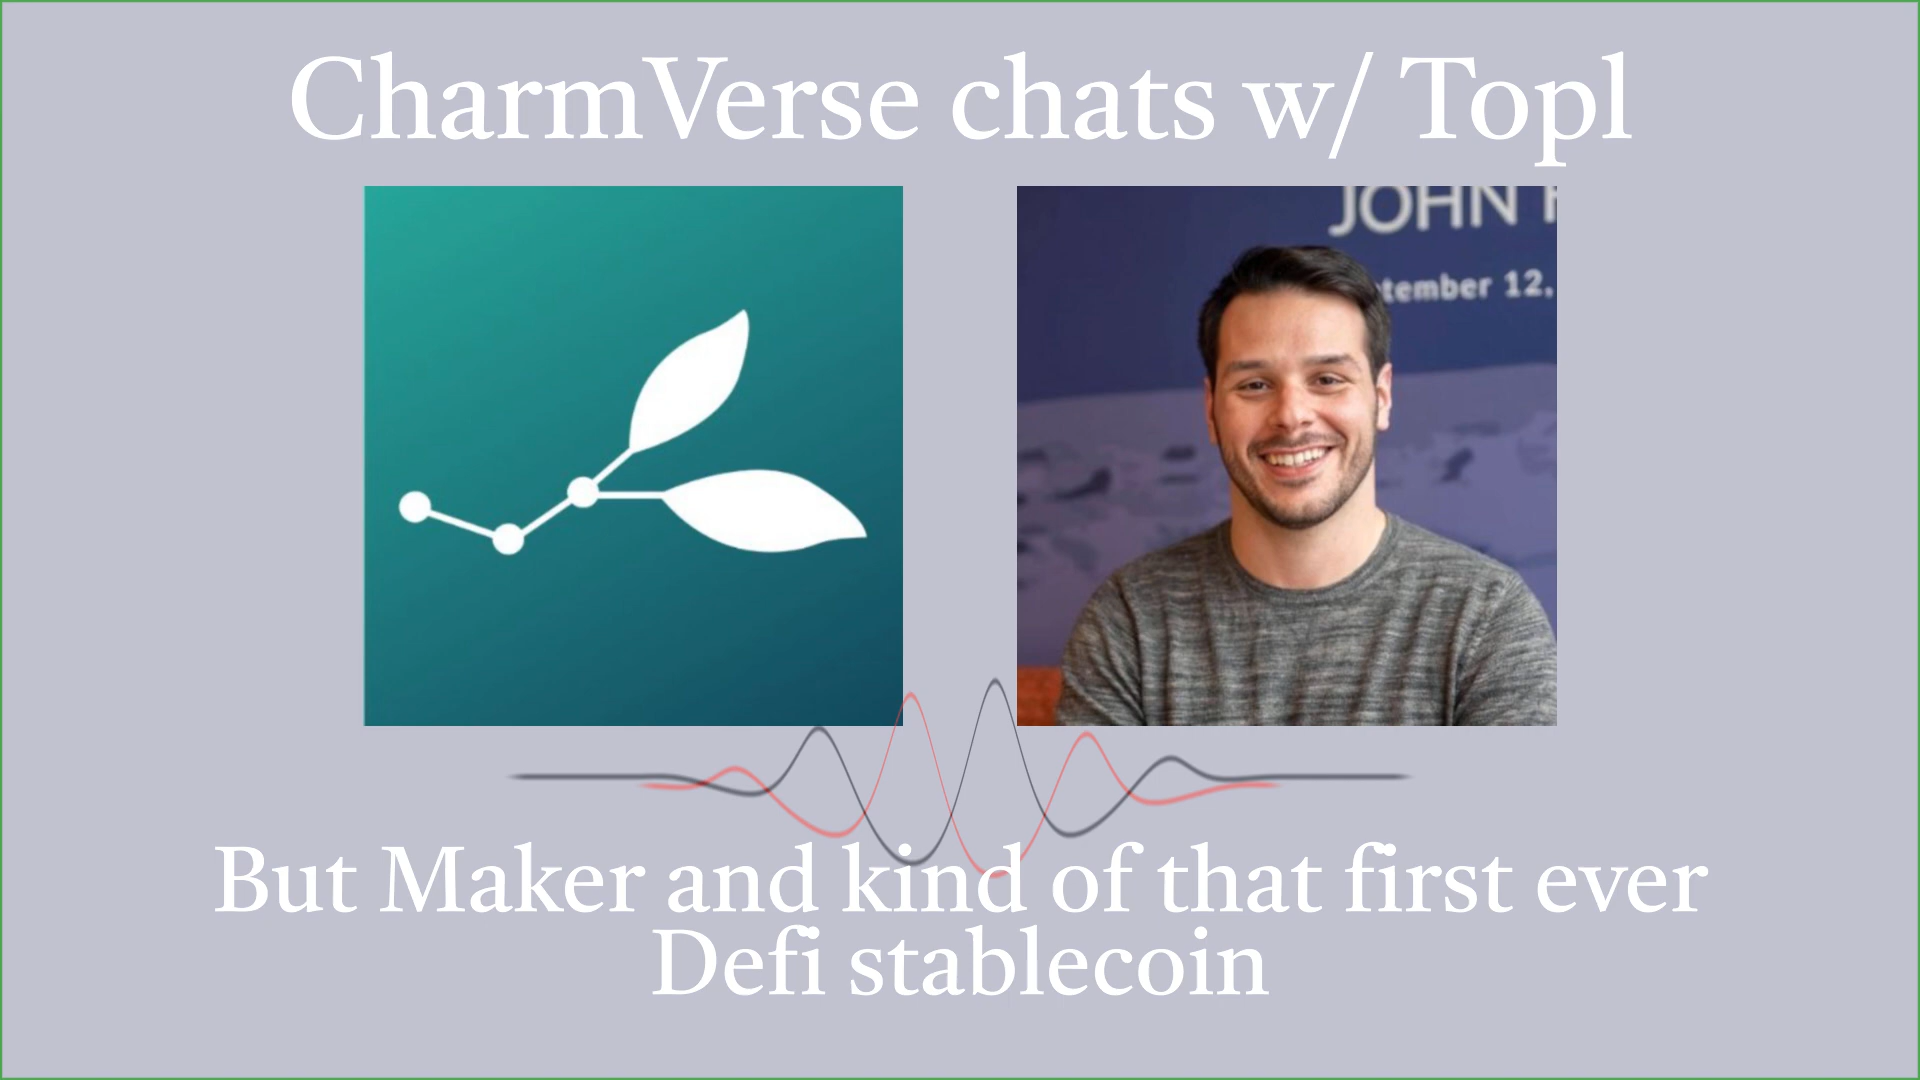 CharmVerse chats w/ Topl
JOHN
tember 12,
But Maker and kind of that first ever
Defi stablecoin